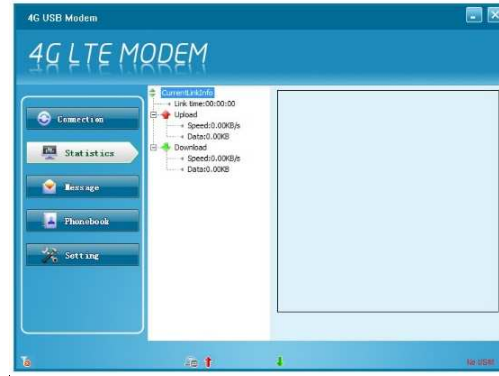 4G USB Modem
4G LTE MODEM
Connection
Statistics
Message
Phonebook
Setting
CurrentLinkInfo
Link time:00:00:00
Upload
Speed:0.00KB/s
Data:0.00KB
Download
Speed:0.00KB/s
Data:0.00KB